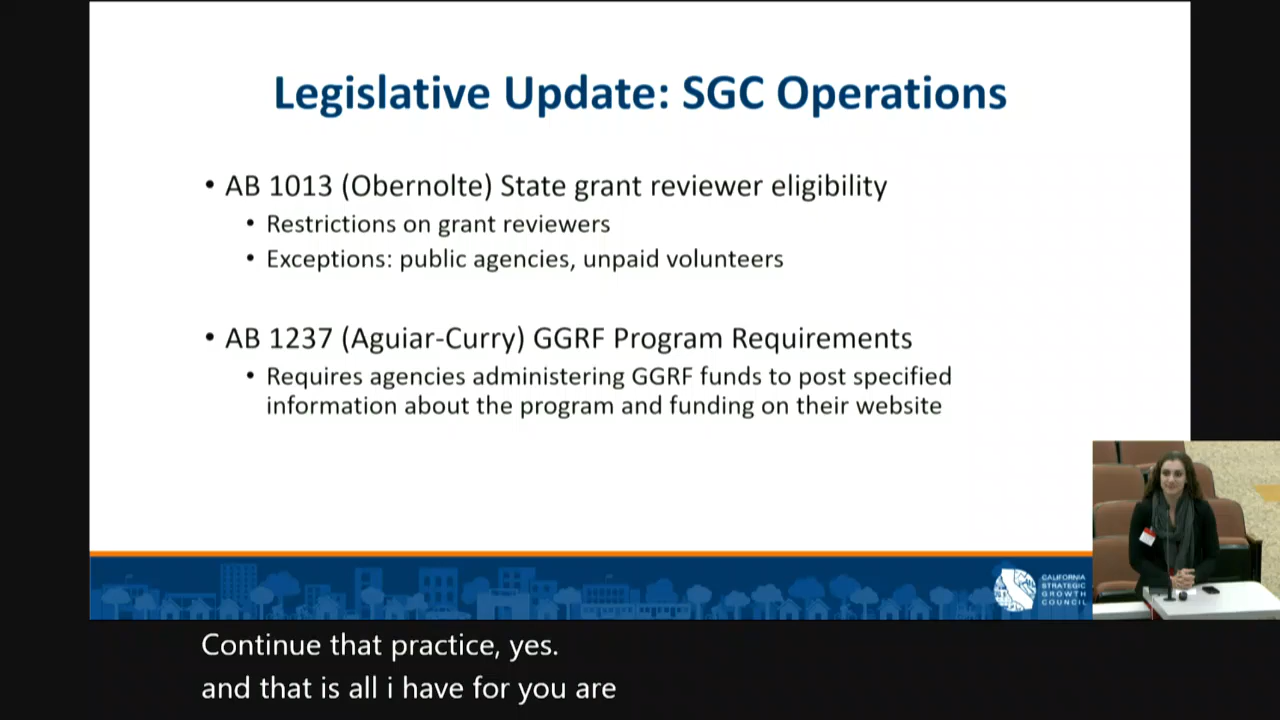 Legislative Update: SGC Operations
• AB 1013 (Obernolte) State grant reviewer eligibility
• Restrictions on grant reviewers
• Exceptions: public agencies, unpaid volunteers
• AB 1237 (Aguiar-Curry) GGRF Program Requirements
• Requires agencies administering GGRF funds to post specified
information about the program and funding on their website
CALIFORNIA
STRATEGIC
GROWTH
COUNCIL
Continue that practice, yes.
and that is all i have for you are